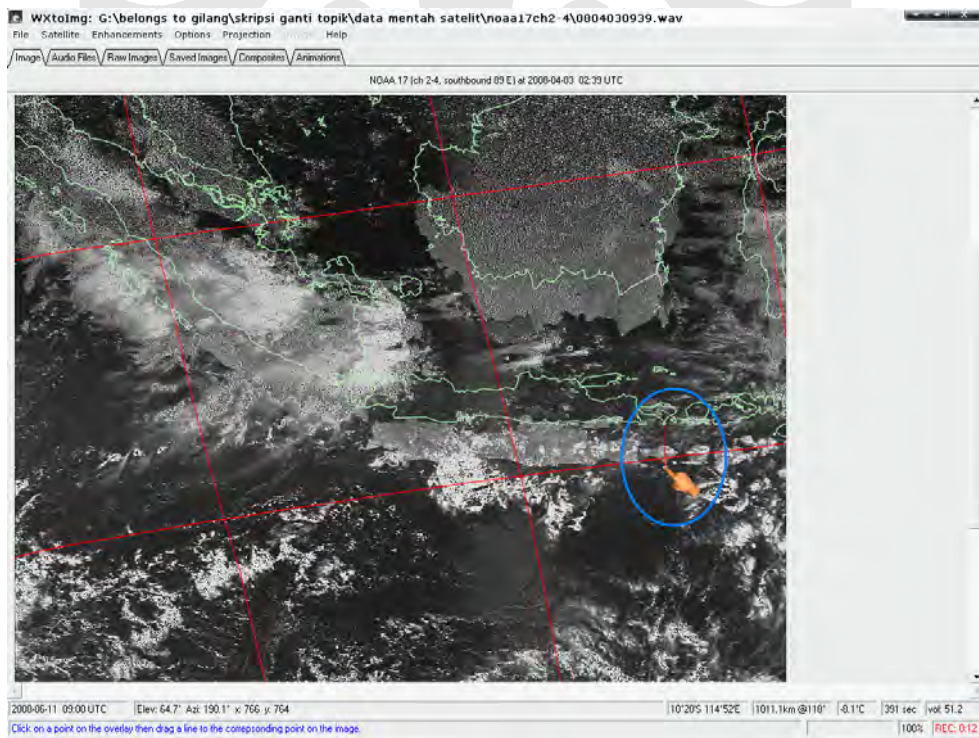 WXtoImg: G:\belongs to gilang\skripsi ganti topik\data mentah satelit\noaa17ch2-4\0804030939.wav
File Satellite Enhancements Options Projection Image Help
Image Audio Files Raw Images Saved Images Composites Animations
NOAA 17 (ch 2-4, southbound 89 E) at 2008-04-03 02:39 UTC
2008-06-11 09:00 UTC Elev: 64.7° Azi: 190.1° x: 766 y: 764 10°20'S 114°52'E 1011.1km @118° -8.1°C 391 sec vol: 51.2
Click on a point on the overlay then drag a line to the corresponding point on the image. 100% REC: 0:12